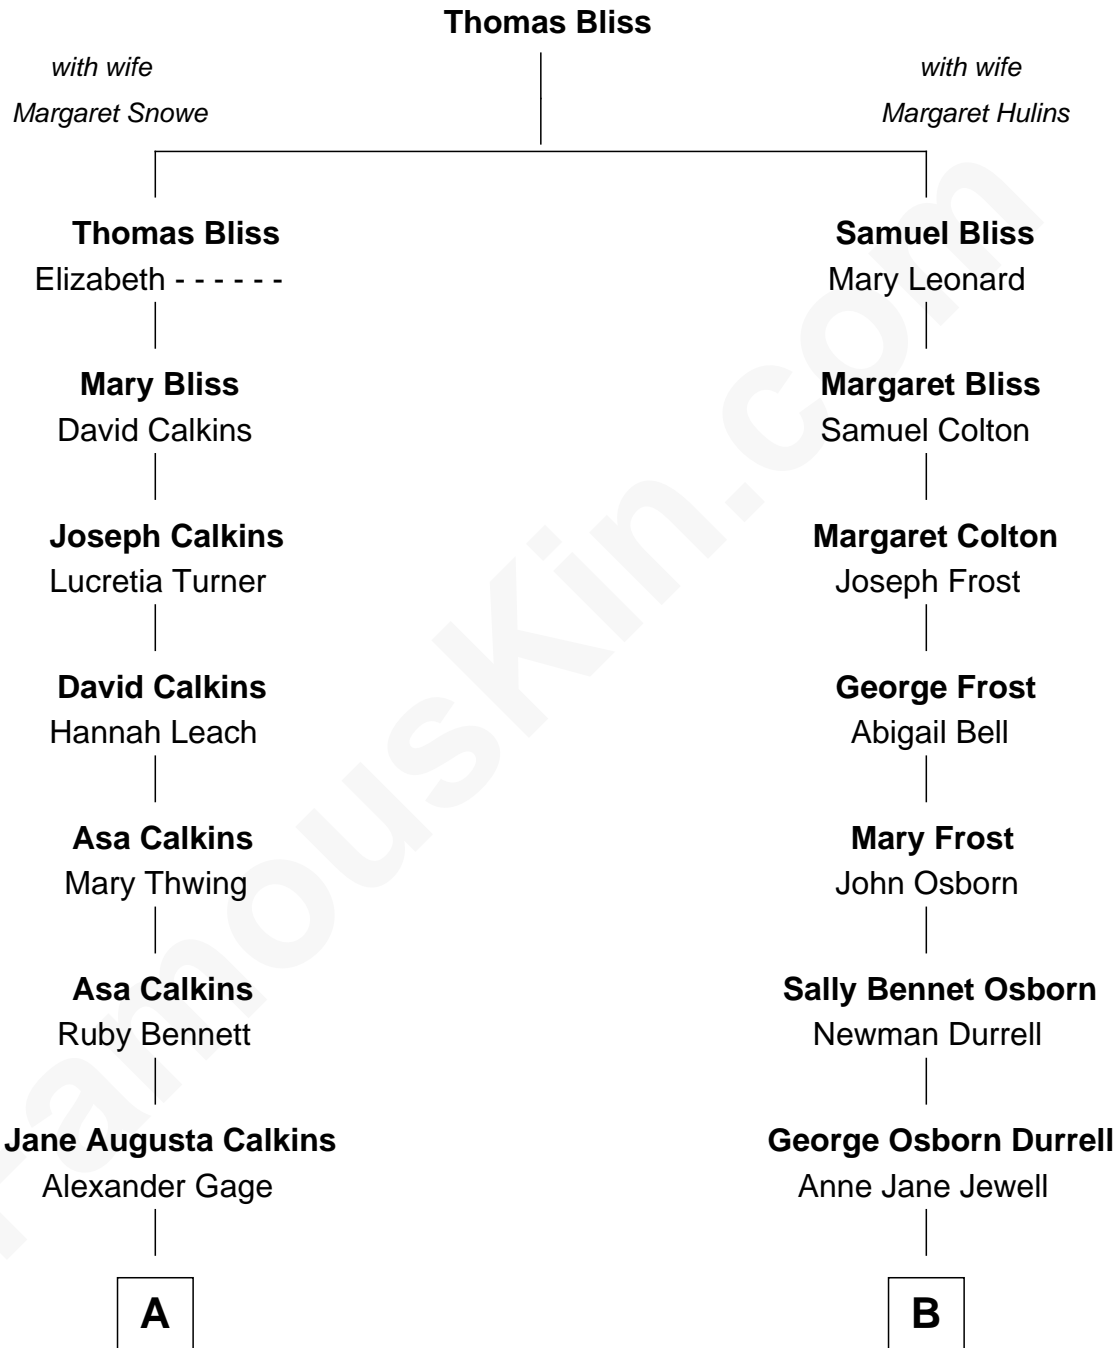 Thomas Bliss
with wife
Margaret Snowe
with wife
Margaret Hulins
Thomas Bliss
Elizabeth - - - - - -
Samuel Bliss
Mary Leonard
Mary Bliss
David Calkins
Margaret Bliss
Samuel Colton
Joseph Calkins
Lucretia Turner
Margaret Colton
Joseph Frost
David Calkins
Hannah Leach
George Frost
Abigail Bell
Asa Calkins
Mary Thwing
Mary Frost
John Osborn
Asa Calkins
Ruby Bennett
Sally Bennet Osborn
Newman Durrell
Jane Augusta Calkins
Alexander Gage
George Osborn Durrell
Anne Jane Jewell
A
B
FamousKin.com